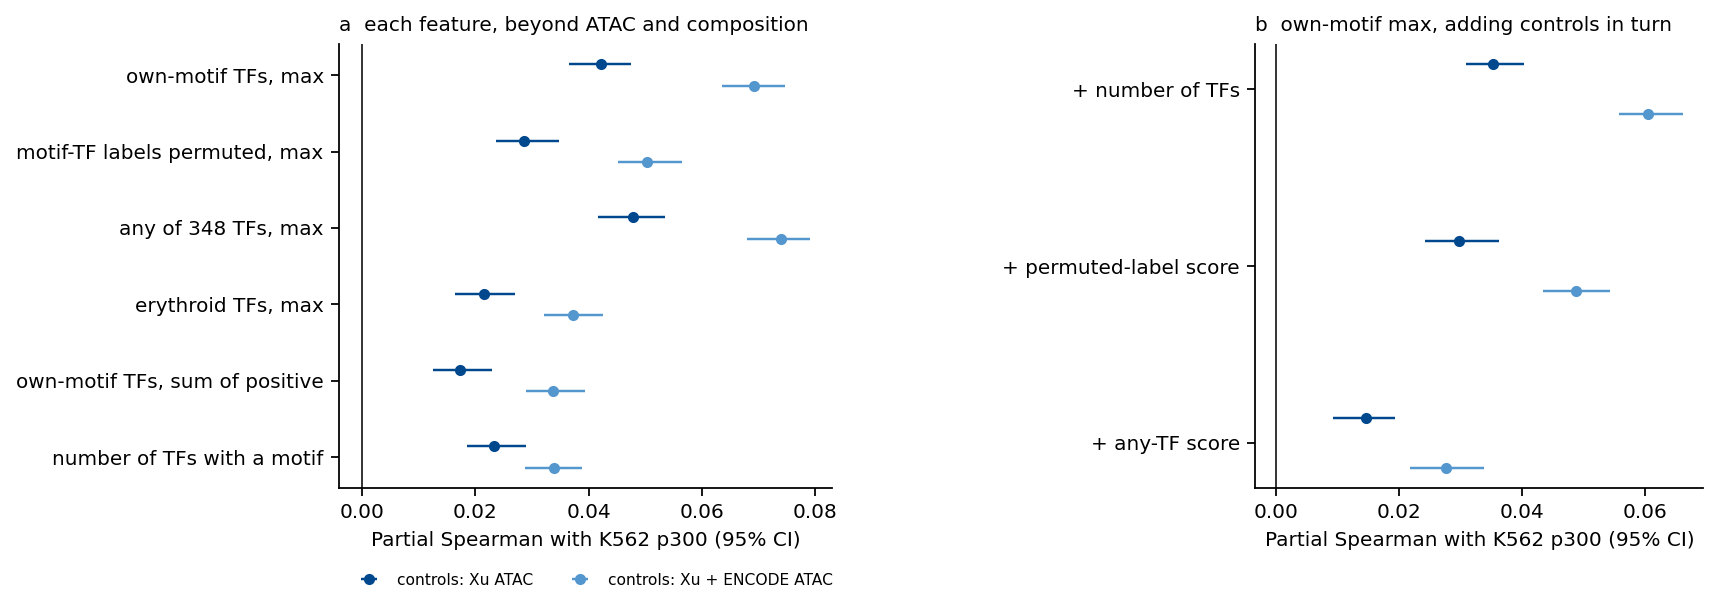 a each feature, beyond ATAC and composition
own-motif TFs, max
motif-TF labels permuted, max
any of 348 TFs, max
erythroid TFs, max
own-motif TFs, sum of positive
number of TFs with a motif
0.00 0.02 0.04 0.06 0.08
Partial Spearman with K562 p300 (95% CI)
controls: Xu ATAC
controls: Xu + ENCODE ATAC
b own-motif max, adding controls in turn
+ number of TFs
+ permuted-label score
+ any-TF score
0.00 0.02 0.04 0.06
Partial Spearman with K562 p300 (95% CI)